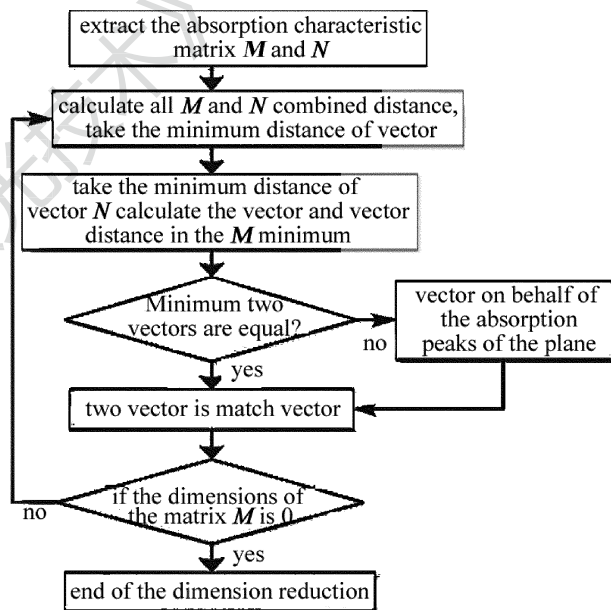 extract the absorption characteristic
matrix M and N
calculate all M and N combined distance,
take the minimum distance of vector
take the minimum distance of
vector N calculate the vector and vector
distance in the M minimum
Minimum two
vectors are equal?
no
vector on behalf of
the absorption
peaks of the plane
yes
two vector is match vector
if the dimensions of
the matrix M is 0
no
yes
end of the dimension reduction